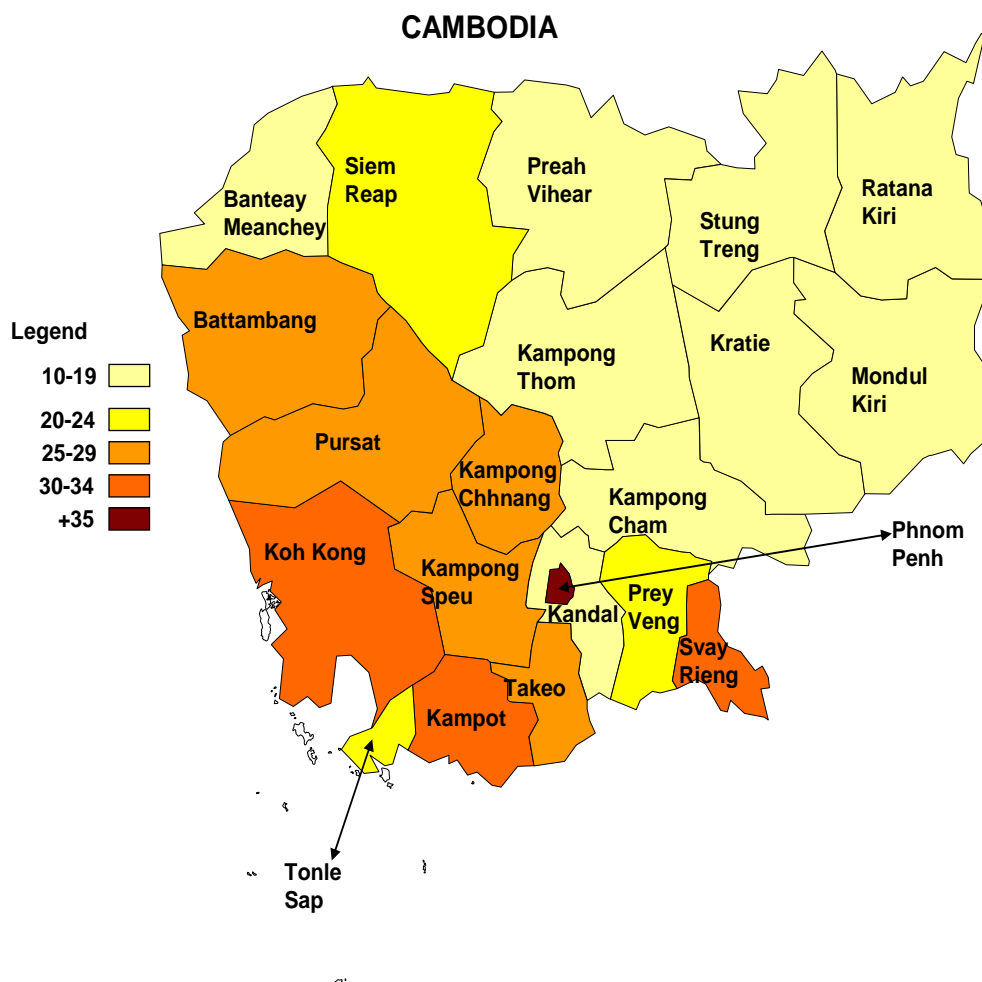 CAMBODIA
Siem
Reap
Preah
Vihear
Banteay
Meanchey
Stung
Treng
Ratana
Kiri
Battambang
Legend
10-19
20-24
25-29
30-34
+35
Kampong
Thom
Kratie
Mondul
Kiri
Pursat
Kampong
Chhnang
Kampong
Cham
Phnom
Penh
Koh Kong
Kampong
Speu
Kandal
Prey
Veng
Svay
Rieng
Takeo
Kampot
Tonle
Sap